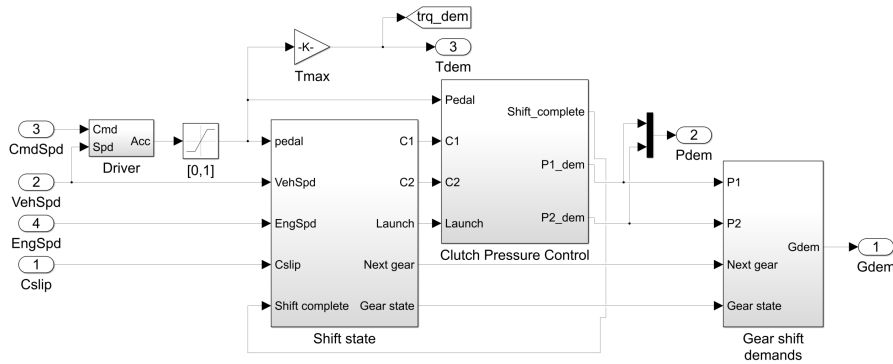 trq_dem
-K-
3
Tmax
Tdem
Pedal
Shift_complete
3
Cmd
Acc
Spd
CmdSpd
Driver
[0,1]
pedal
C1
C1
2
Pdem
P1_dem
2
VehSpd
VehSpd
C2
C2
P1
4
EngSpd
EngSpd
Launch
Launch
P2_dem
P2
Clutch Pressure Control
Gdem
1
Gdem
1
Cslip
Cslip
Next gear
Next gear
Shift complete
Gear state
Gear state
Shift state
Gear shift
demands